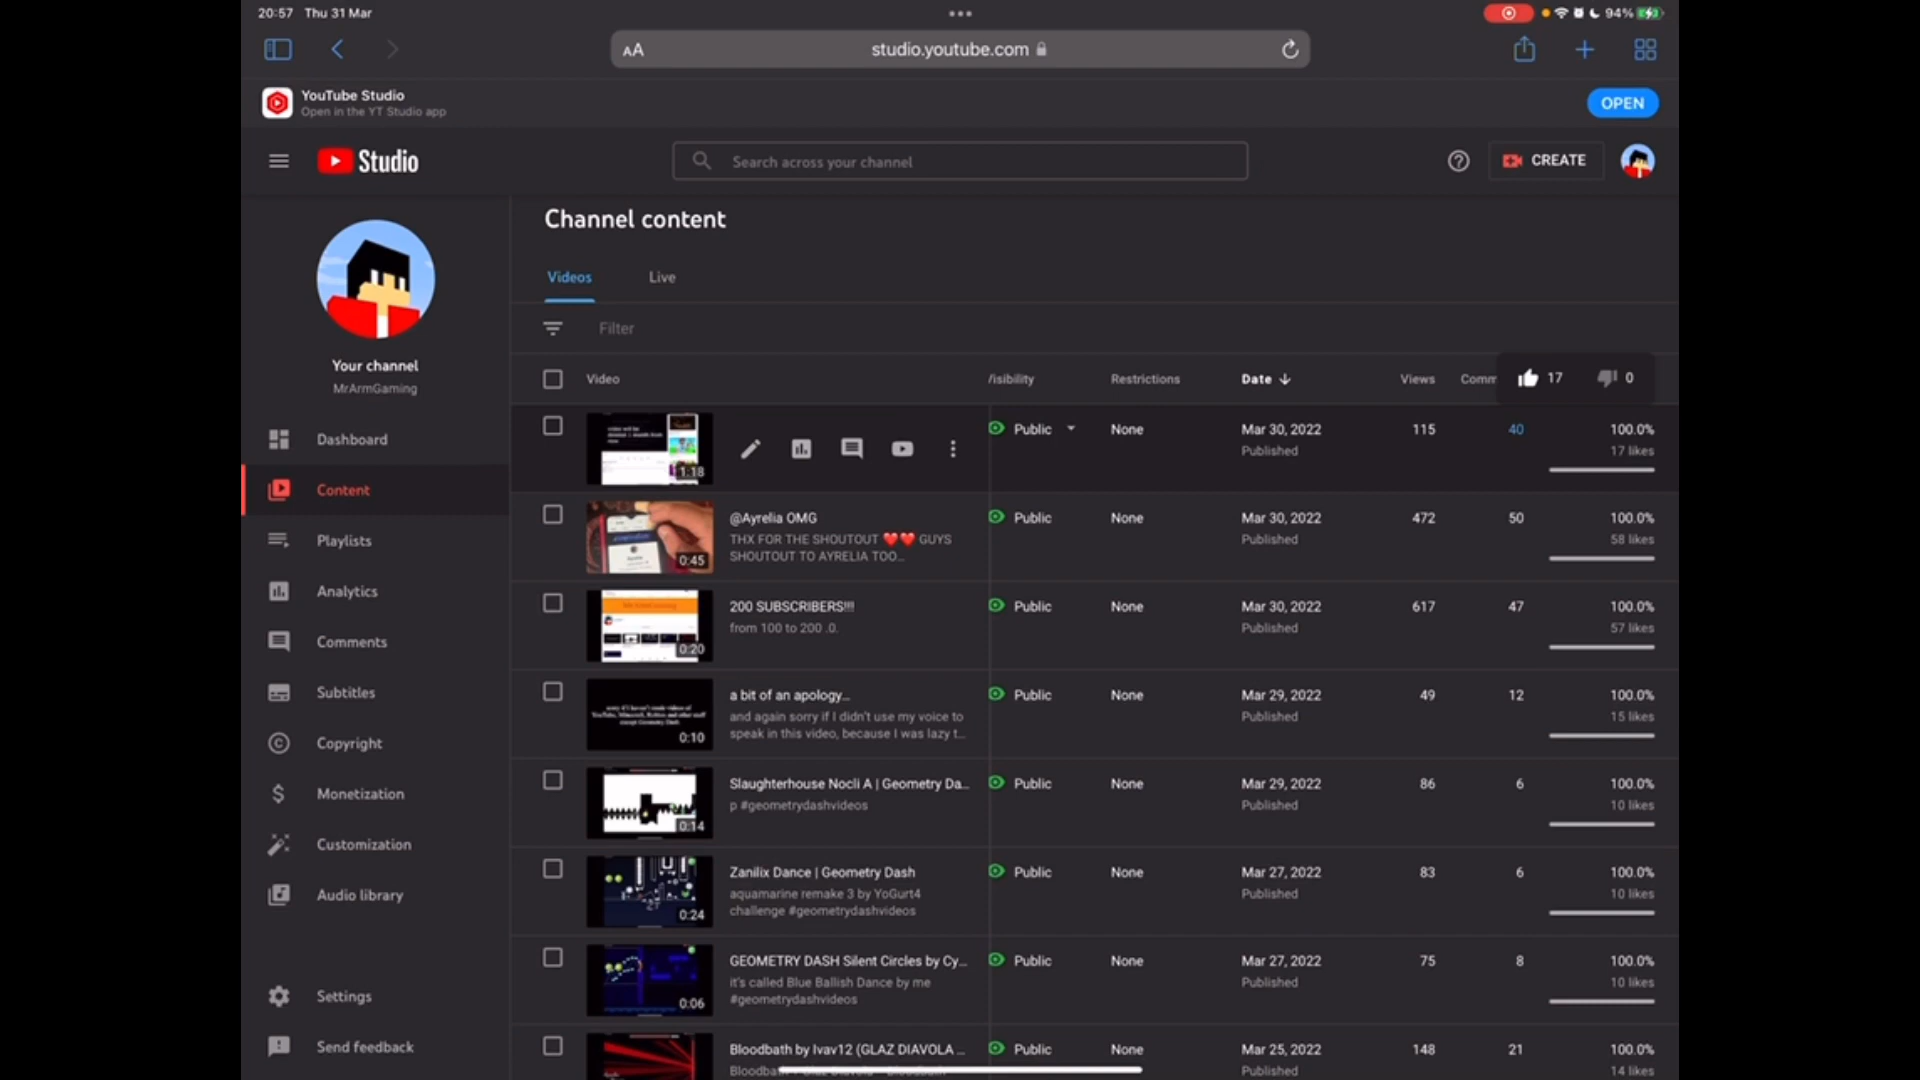 20:57 Thu 31 Mar
94%
AA
studio.youtube.com
YouTube Studio
Open in the YT Studio app
OPEN
Studio
Search across your channel
CREATE
Your channel
MrArmGaming
Dashboard
Content
Playlists
Analytics
Comments
Subtitles
Copyright
Monetization
Customization
Audio library
Settings
Send feedback
Channel content
Videos
Live
Filter
Video
Restrictions
Date
Views
Comm
17
0
1:18
Public
None
Mar 30, 2022
Published
115
40
100.0%
17 likes
0:45
@Ayrelia OMG
THX FOR THE SHOUTOUT ❤️❤️ GUYS
SHOUTOUT TO AYRELIA TOO...
Public
None
Mar 30, 2022
Published
472
50
100.0%
58 likes
0:20
200 SUBSCRIBERS!!!
from 100 to 200 .0.
Public
None
Mar 30, 2022
Published
617
47
100.0%
57 likes
0:10
a bit of an apology...
and again sorry if I didn't use my voice to
speak in this video, because I was lazy t...
Public
None
Mar 29, 2022
Published
49
12
100.0%
15 likes
0:14
Slaughterhouse Nocli A | Geometry Da...
p #geometrydashvideos
Public
None
Mar 29, 2022
Published
86
6
100.0%
10 likes
0:24
Zanilix Dance | Geometry Dash
aquamarine remake 3 by YoGurt4
challenge #geometrydashvideos
Public
None
Mar 27, 2022
Published
83
6
100.0%
10 likes
0:06
GEOMETRY DASH Silent Circles by Cy...
it's called Blue Ballish Dance by me
#geometrydashvideos
Public
None
Mar 27, 2022
Published
75
8
100.0%
10 likes
Bloodbath by Ivav12 (GLAZ DIAVOLA ...
Public
None
Mar 25, 2022
Published
148
21
100.0%
14 likes